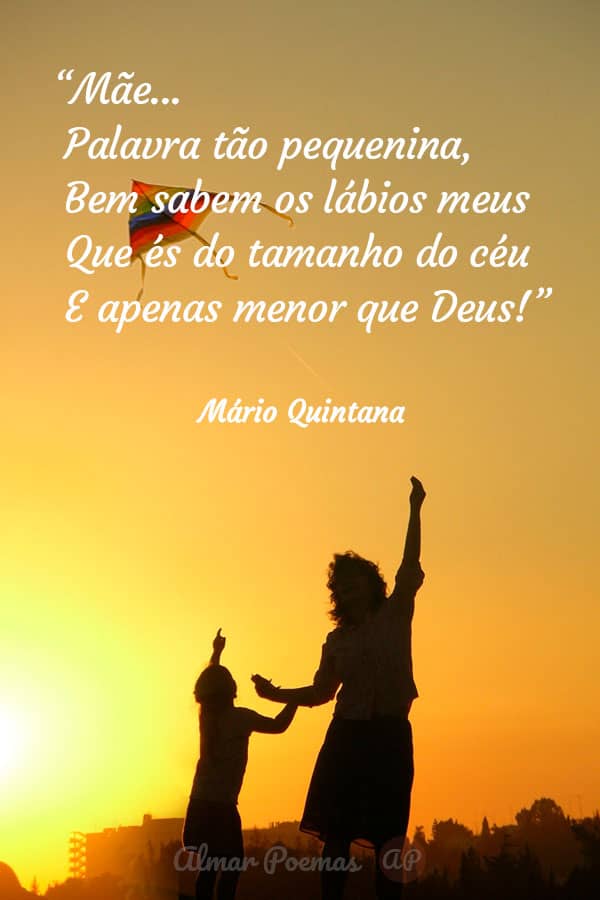 “Mãe...
Palavra tão pequenina,
Bem sabem os lábios meus
Que és do tamanho do céu
E apenas menor que Deus!”
Mário Quintana
Almar Poemas AP